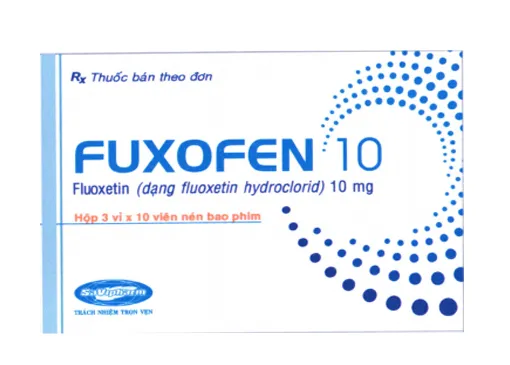 Rx Thuốc bán theo đơn
FUXOFEN 10
Fluoxetin (dạng fluoxetin hydroclorid) 10 mg
Hộp 3 vỉ x 10 viên nén bao phim
SaVipharm
TRÁCH NHIỆM TRỌN VẸN